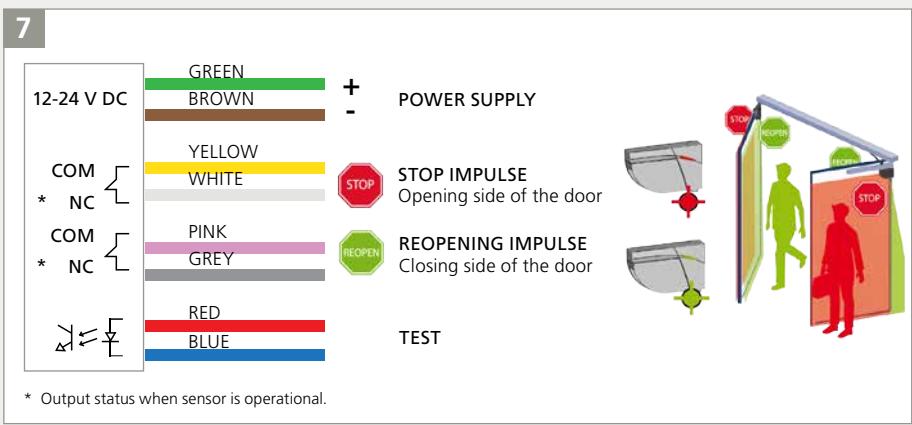 7
12-24 V DC
GREEN
BROWN
+
-
POWER SUPPLY
COM
* NC
YELLOW
WHITE
STOP
STOP IMPULSE
Opening side of the door
COM
* NC
PINK
GREY
REOPEN
REOPENING IMPULSE
Closing side of the door
RED
BLUE
TEST
STOP
REOPEN
REOPEN
STOP
* Output status when sensor is operational.